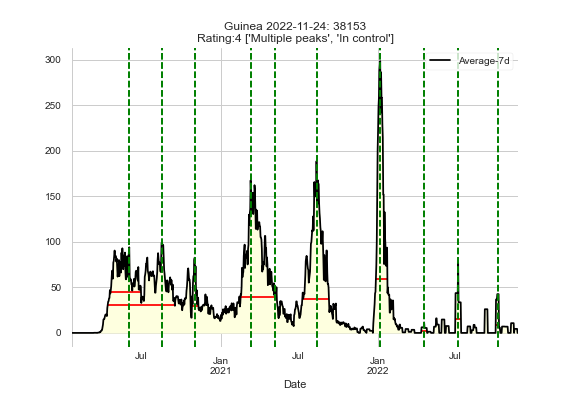 Guinea 2022-11-24: 38153
Rating:4 ['Multiple peaks', 'In control']
Average-7d
300
250
200
150
100
50
0
Jul
Jan
2021
Jul
Jan
2022
Jul
Date